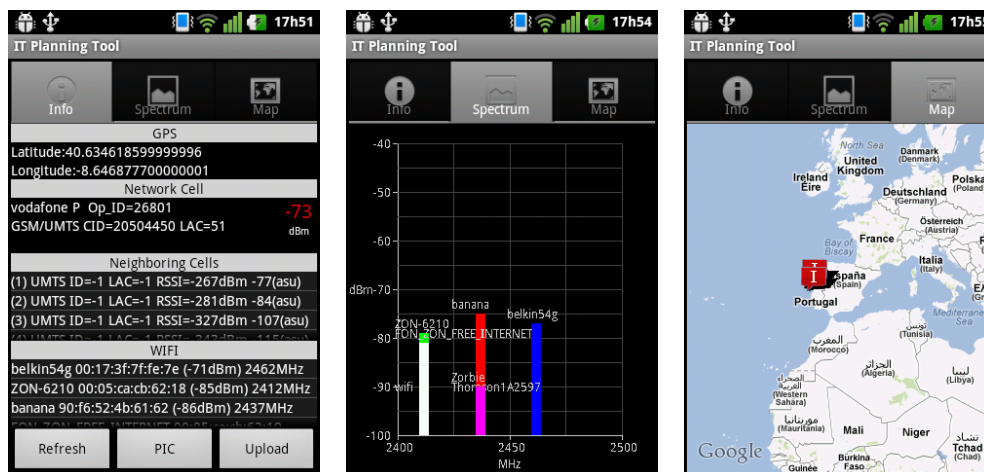 17h51
IT Planning Tool
Info
Spectrum
Map
GPS
Latitude:40.634618599999996
Longitude:-8.646877700000001
Network Cell
vodafone P Op_ID=26801
-73
GSM/UMTS CID=20504450 LAC=51
dBm
Neighboring Cells
(1) UMTS ID=-1 LAC=-1 RSSI=-267dBm -77(asu)
(2) UMTS ID=-1 LAC=-1 RSSI=-281dBm -84(asu)
(3) UMTS ID=-1 LAC=-1 RSSI=-327dBm -107(asu)
WIFI
belkin54g 00:17:3f:7f:fe:7e (-71dBm) 2462MHz
ZON-6210 00:05:ca:cb:62:18 (-85dBm) 2412MHz
banana 90:f6:52:4b:61:62 (-86dBm) 2437MHz
Refresh
PIC
Upload
17h54
IT Planning Tool
Info
Spectrum
Map
-40
-50
-60
dBm-70
banana
belkin54g
ZON-6210
FON_ZON_FREE_INTERNET
-80
Zorbie
-90
wifi
Thomson1A2597
-100
2400
2450
2500
MHz
17h55
IT Planning Tool
Info
Spectrum
Map
North Sea
Danmark
(Denmark)
United
Kingdom
Ireland
Éire
Polska
(Poland)
Deutschland
(Germany)
Österreich
(Austria)
Bay of
Biscay
France
Italia
(Italy)
I
España
(Spain)
Portugal
Mediterranean
Sea
تونس
(Tunisia)
المغرب
(Morocco)
الجزائر
(Algeria)
ليبيا
(Libya)
الصحراء
الغربية
(Western
Sahara)
موريتانيا
(Mauritania)
Mali
Niger
تشاد
Tchad
(Chad)
Google
Burkina
Faso
Guinée